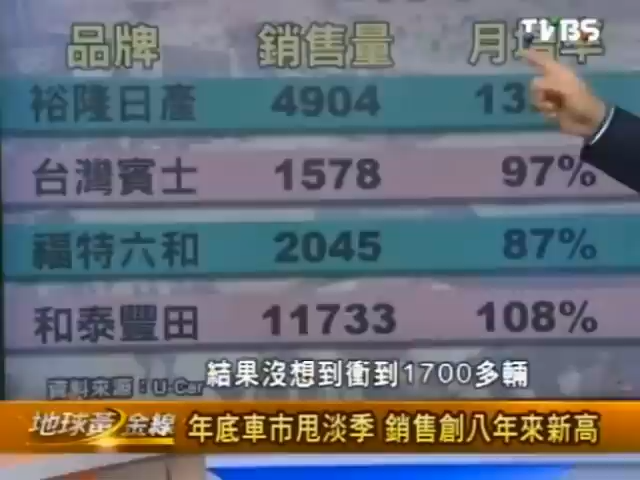 TVBS
品牌 銷售量 月增率
裕隆日產 4904
台灣賓士 1578 97%
福特六和 2045 87%
和泰豐田 11733 108%
資料來源：U-Car
結果沒想到衝到1700多輛
地球黃金線 年底車市甩淡季 銷售創八年來新高